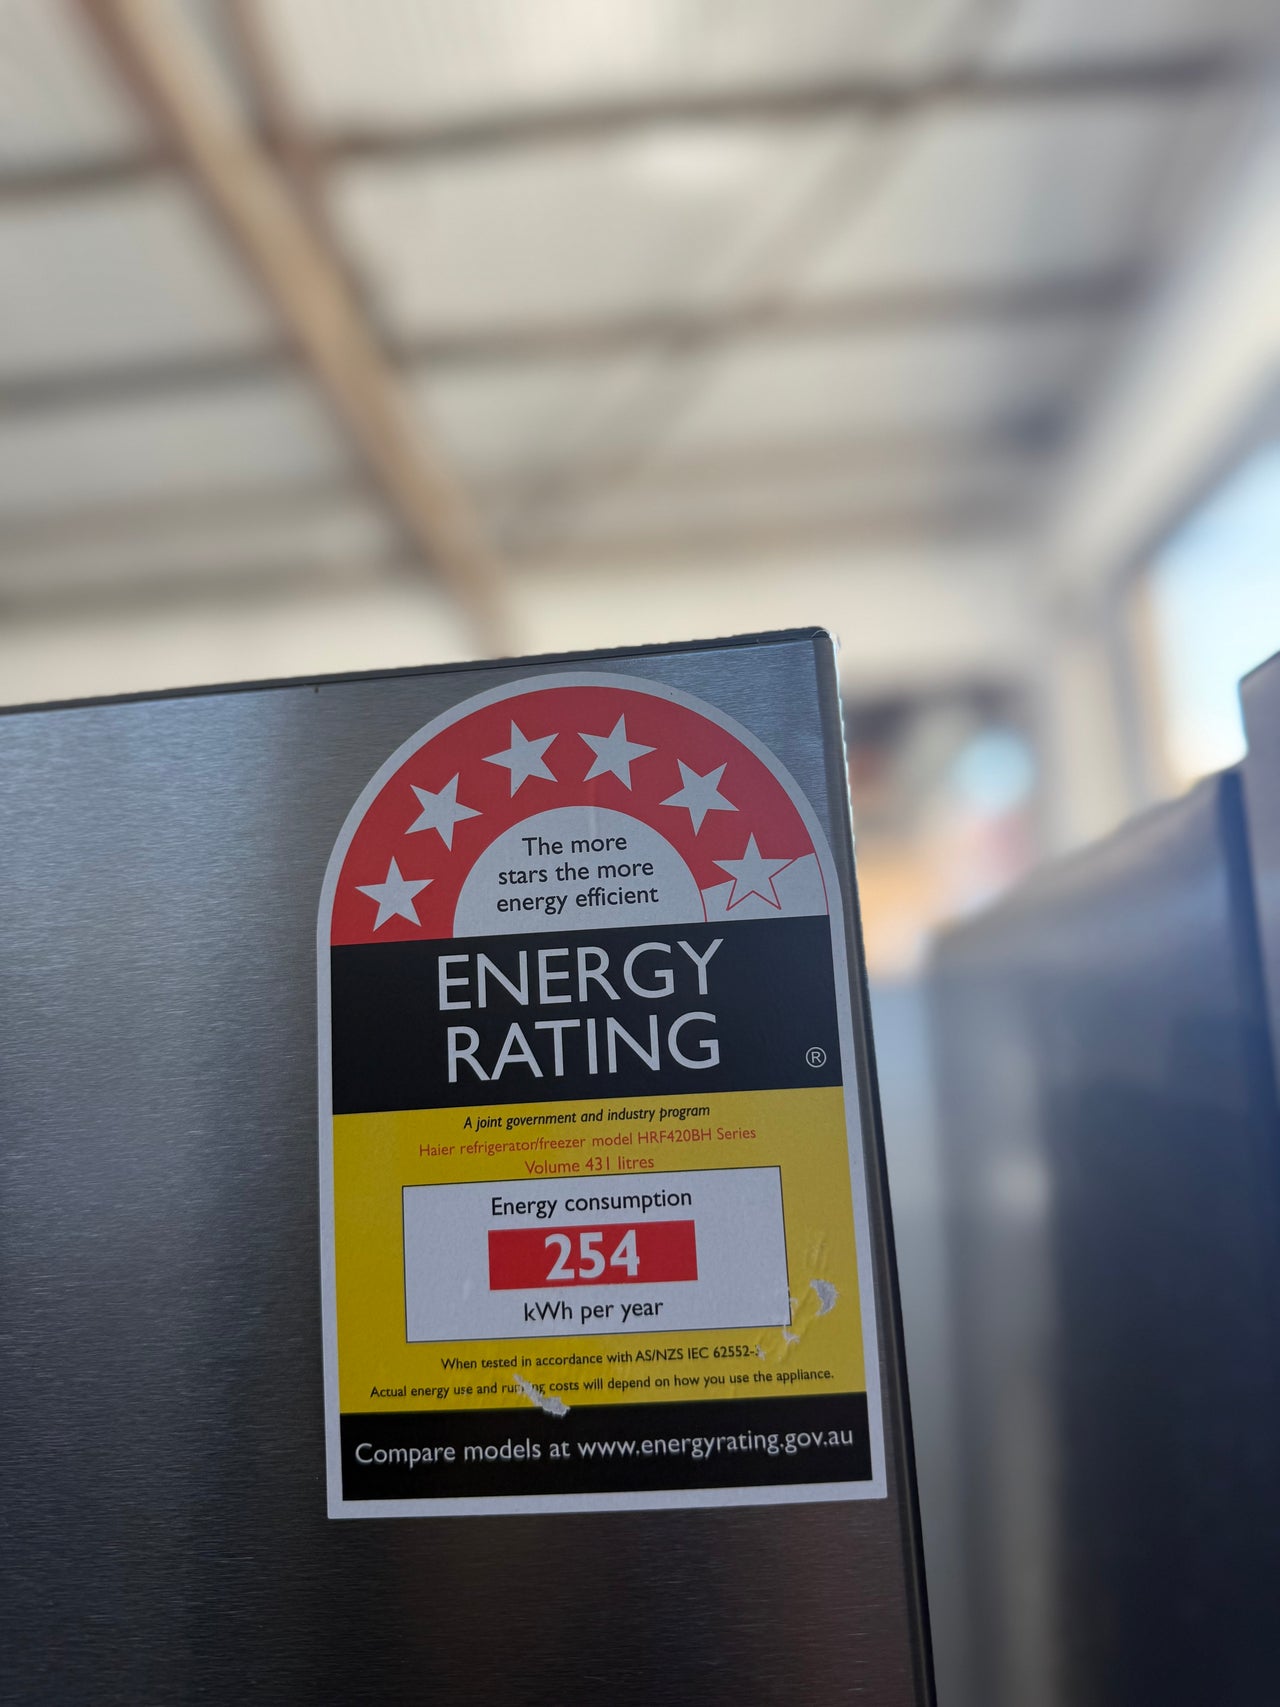 The more
stars the more
energy efficient
ENERGY
RATING
®
A joint government and industry program
Haier refrigerator/freezer model HRF420BH Series
Volume 431 litres
Energy consumption
254
kWh per year
When tested in accordance with AS/NZS IEC 62552-
Actual energy use and costs will depend on how you use the appliance.
Compare models at www.energyrating.gov.au